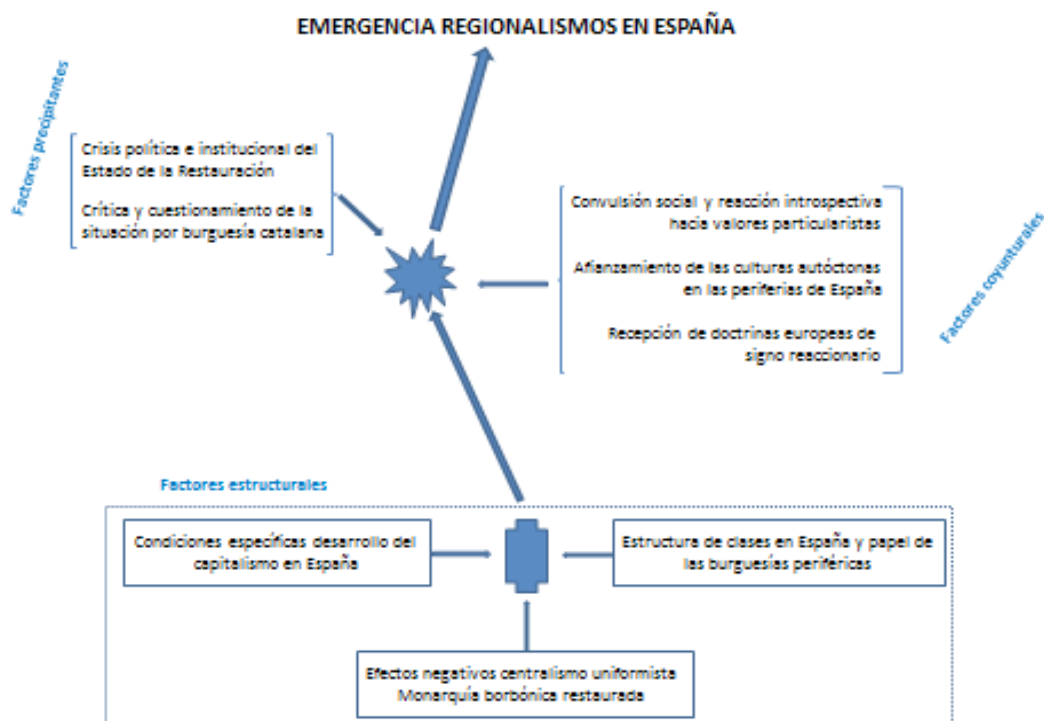 EMERGENCIA REGIONALISMOS EN ESPAÑA
Factores precipitantes
Crisis política e institucional del
Estado de la Restauración
Crítica y cuestionamiento de la
situación por burguesía catalana
Convulsión social y reacción introspectiva
hacia valores particularistas
Afianzamiento de las culturas autóctonas
en las periferias de España
Recepción de doctrinas europeas de
signo reaccionario
Factores coyunturales
Factores estructurales
Condiciones específicas desarrollo del
capitalismo en España
Estructura de clases en España y papel de
las burguesías periféricas
Efectos negativos centralismo uniformista
Monarquía borbónica restaurada